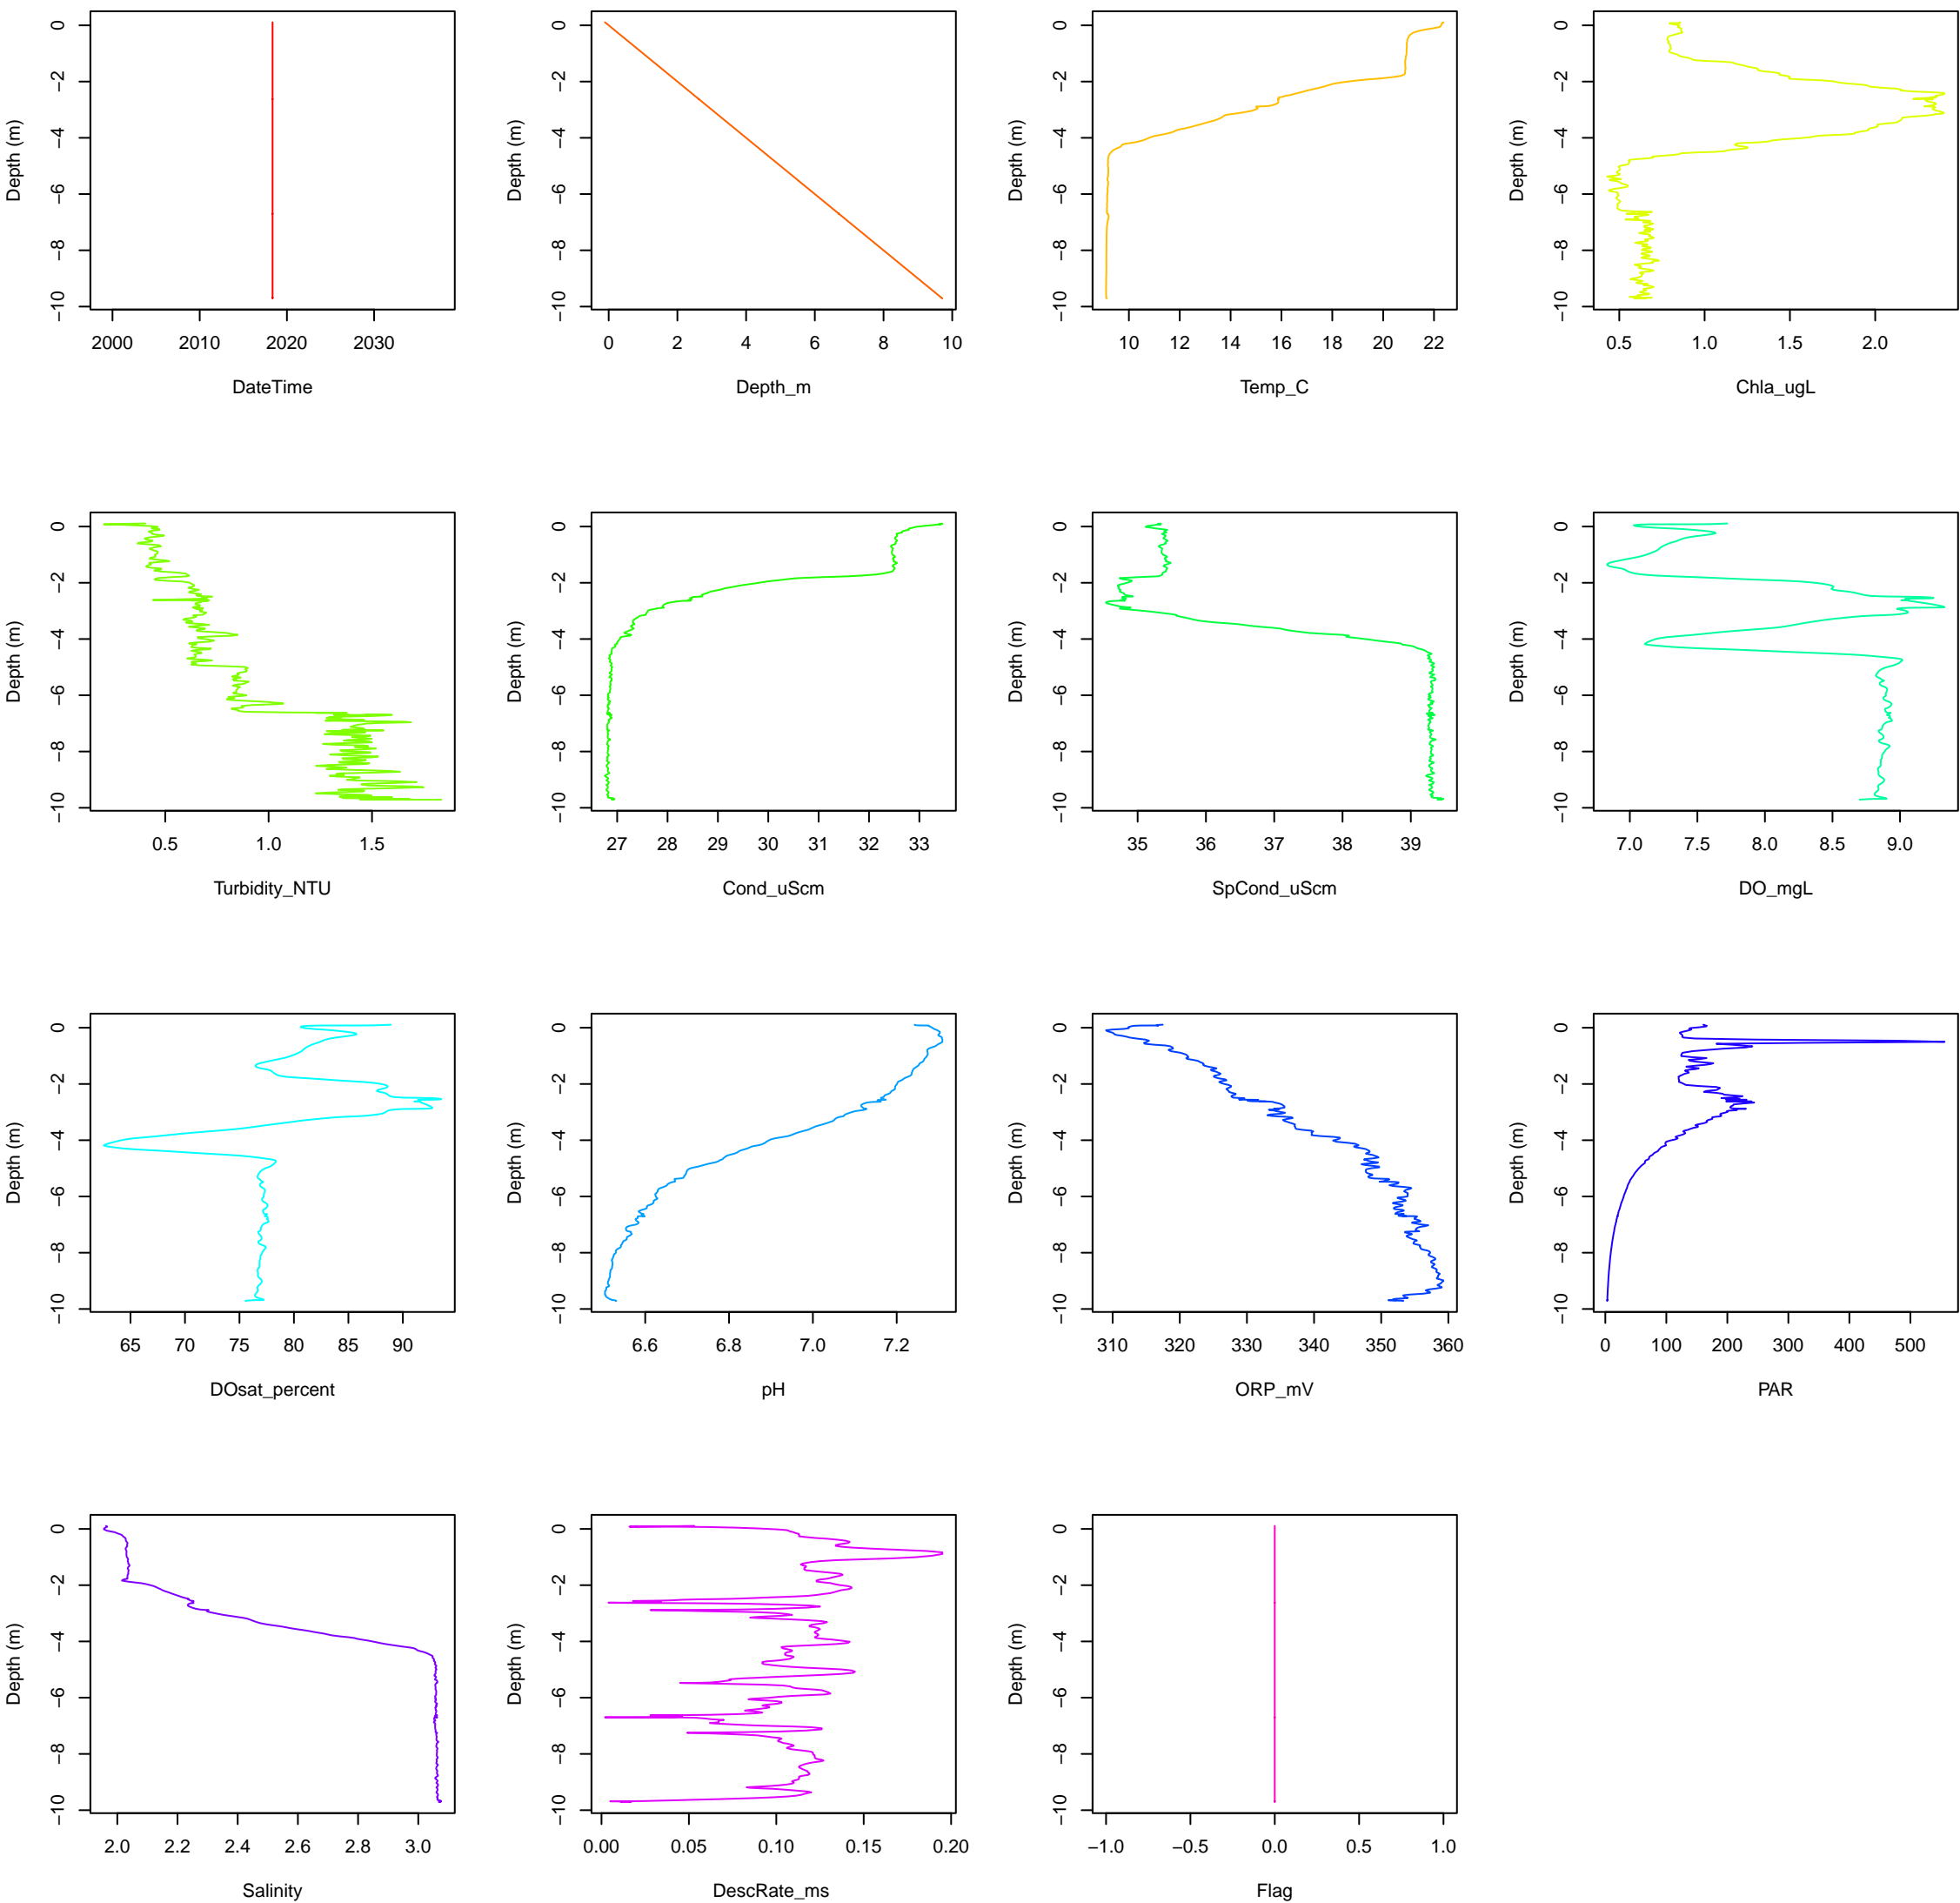 0 0 0 0
−2 −2 −2 −2
−4 −4 −4 −4
Depth (m) Depth (m) Depth (m) Depth (m)
−6 −6 −6 −6
−8 −8 −8 −8
−10 −10 −10 −10
2000 2010 2020 2030 0 2 4 6 8 10 10 12 14 16 18 20 22 0.5 1.0 1.5 2.0
DateTime Depth_m Temp_C Chla_ugL
0 0 0 0
−2 −2 −2 −2
−4 −4 −4 −4
Depth (m) Depth (m) Depth (m) Depth (m)
−6 −6 −6 −6
−8 −8 −8 −8
−10 −10 −10 −10
0.5 1.0 1.5 27 28 29 30 31 32 33 35 36 37 38 39 7.0 7.5 8.0 8.5 9.0
Turbidity_NTU Cond_uScm SpCond_uScm DO_mgL
0 0 0 0
−2 −2 −2 −2
−4 −4 −4 −4
Depth (m) Depth (m) Depth (m) Depth (m)
−6 −6 −6 −6
−8 −8 −8 −8
−10 −10 −10 −10
65 70 75 80 85 90 6.6 6.8 7.0 7.2 310 320 330 340 350 360 0 100 200 300 400 500
DOsat_percent pH ORP_mV PAR
0 0 0
−2 −2 −2
−4 −4 −4
Depth (m) Depth (m) Depth (m)
−6 −6 −6
−8 −8 −8
−10 −10 −10
2.0 2.2 2.4 2.6 2.8 3.0 0.00 0.05 0.10 0.15 0.20 −1.0 −0.5 0.0 0.5 1.0
Salinity DescRate_ms Flag